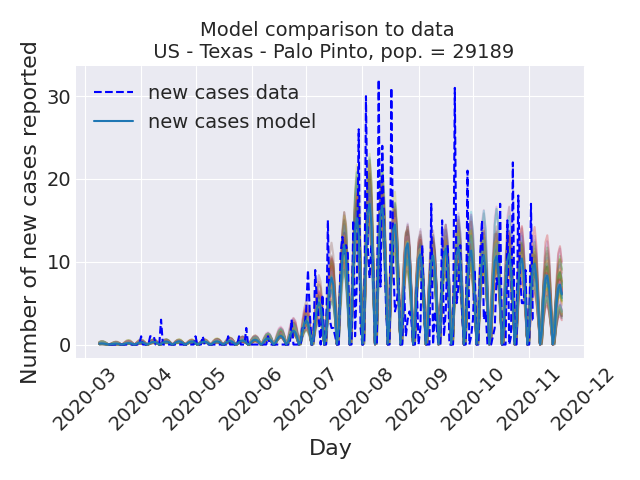 Model comparison to data
US - Texas - Palo Pinto, pop. = 29189
Number of new cases reported
30
20
10
0
new cases data
new cases model
2020-03
2020-04
2020-05
2020-06
2020-07
2020-08
2020-09
2020-10
2020-11
2020-12
Day